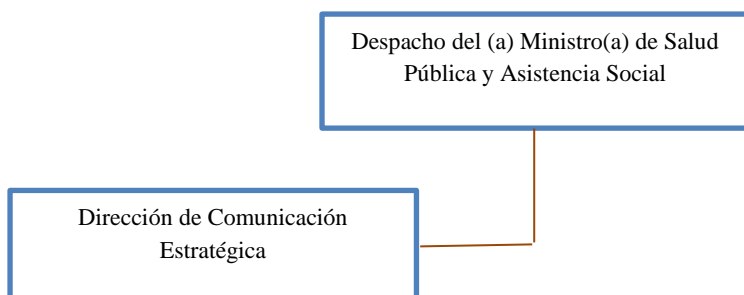 Despacho del (a) Ministro(a) de Salud
Pública y Asistencia Social
Dirección de Comunicación
Estratégica